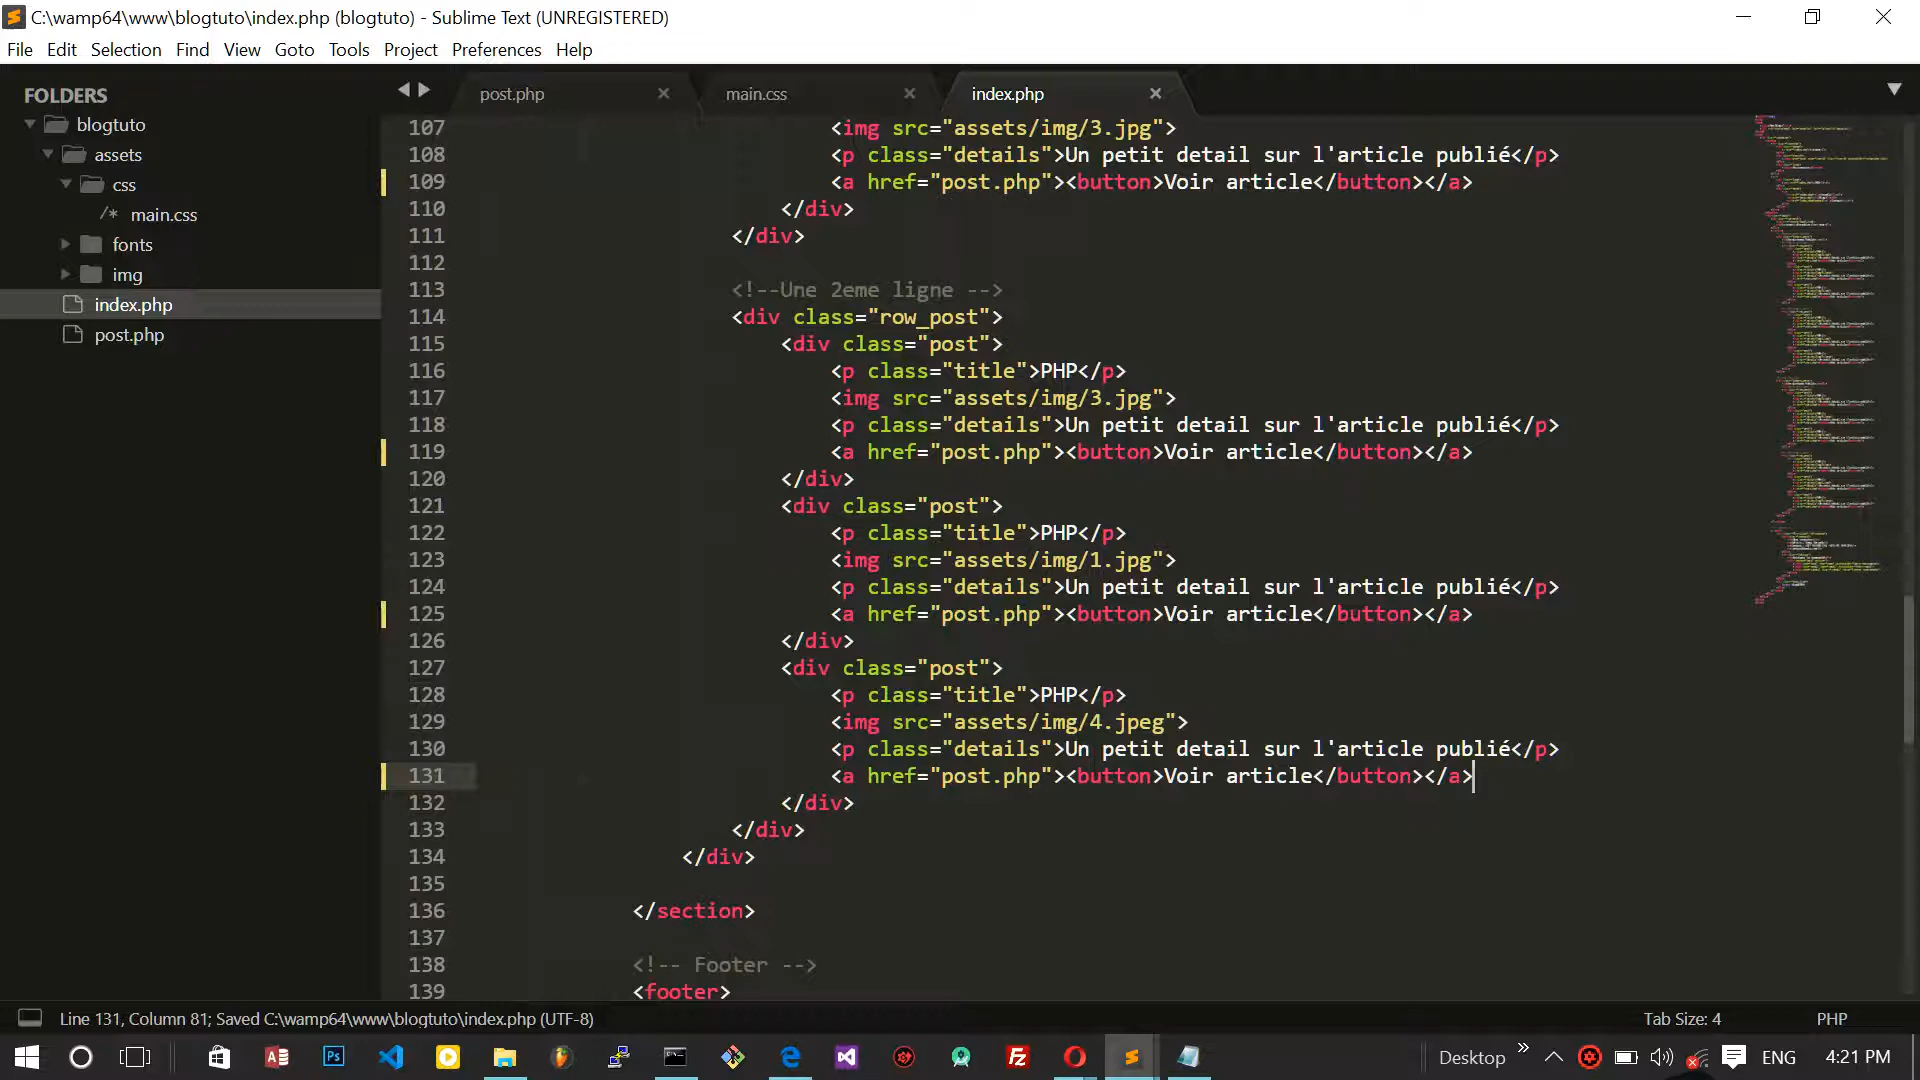 C:\wamp64\www\blogtuto\index.php (blogtuto) - Sublime Text (UNREGISTERED)
File Edit Selection Find View Goto Tools Project Preferences Help
FOLDERS
blogtuto
assets
css
/* main.css
fonts
img
index.php
post.php
post.php main.css index.php
107 <img src="assets/img/3.jpg">
108 <p class="details">Un petit detail sur l'article publié</p>
109 <a href="post.php"><button>Voir article</button></a>
110 </div>
111 </div>
112
113 <!--Une 2eme ligne -->
114 <div class="row_post">
115 <div class="post">
116 <p class="title">PHP</p>
117 <img src="assets/img/3.jpg">
118 <p class="details">Un petit detail sur l'article publié</p>
119 <a href="post.php"><button>Voir article</button></a>
120 </div>
121 <div class="post">
122 <p class="title">PHP</p>
123 <img src="assets/img/1.jpg">
124 <p class="details">Un petit detail sur l'article publié</p>
125 <a href="post.php"><button>Voir article</button></a>
126 </div>
127 <div class="post">
128 <p class="title">PHP</p>
129 <img src="assets/img/4.jpeg">
130 <p class="details">Un petit detail sur l'article publié</p>
131 <a href="post.php"><button>Voir article</button></a>
132 </div>
133 </div>
134 </div>
135
136 </section>
137
138 <!-- Footer -->
139 <footer>
Line 131, Column 81; Saved C:\wamp64\www\blogtuto\index.php (UTF-8) Tab Size: 4 PHP
Desktop ENG 4:21 PM